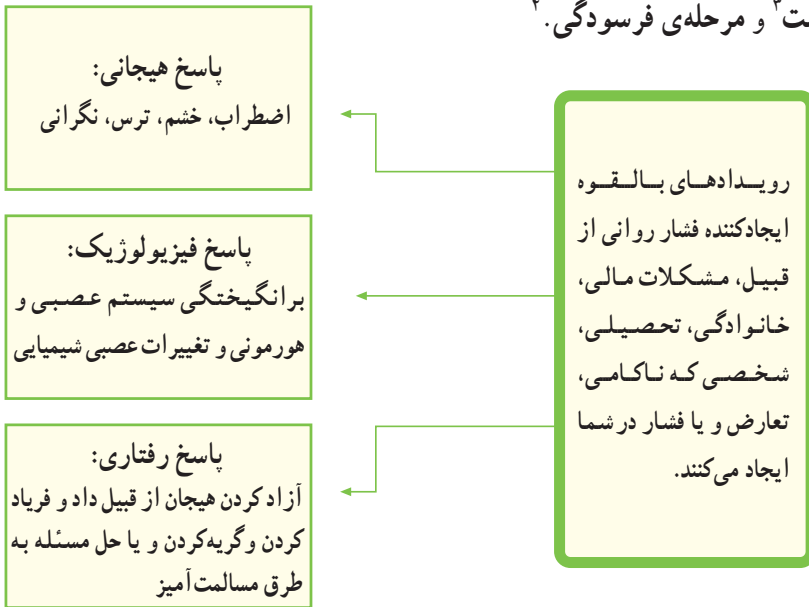 ت۳ و مرحله‌ی فرسودگی.۴
رویدادهای بالقوه
ایجادکننده فشار روانی از
قبیل، مشکلات مالی،
خانوادگی، تحصیلی،
شخصی که ناکامی،
تعارض و یا فشار در شما
ایجاد می‌کنند.
پاسخ هیجانی:
اضطراب، خشم، ترس، نگرانی
پاسخ فیزیولوژیک:
برانگیختگی سیستم عصبی و
هورمونی و تغییرات عصبی شیمیایی
پاسخ رفتاری:
آزاد کردن هیجان از قبیل داد و فریاد
کردن وگریه‌کردن و یا حل مسئله به
طرق مسالمت‌آمیز